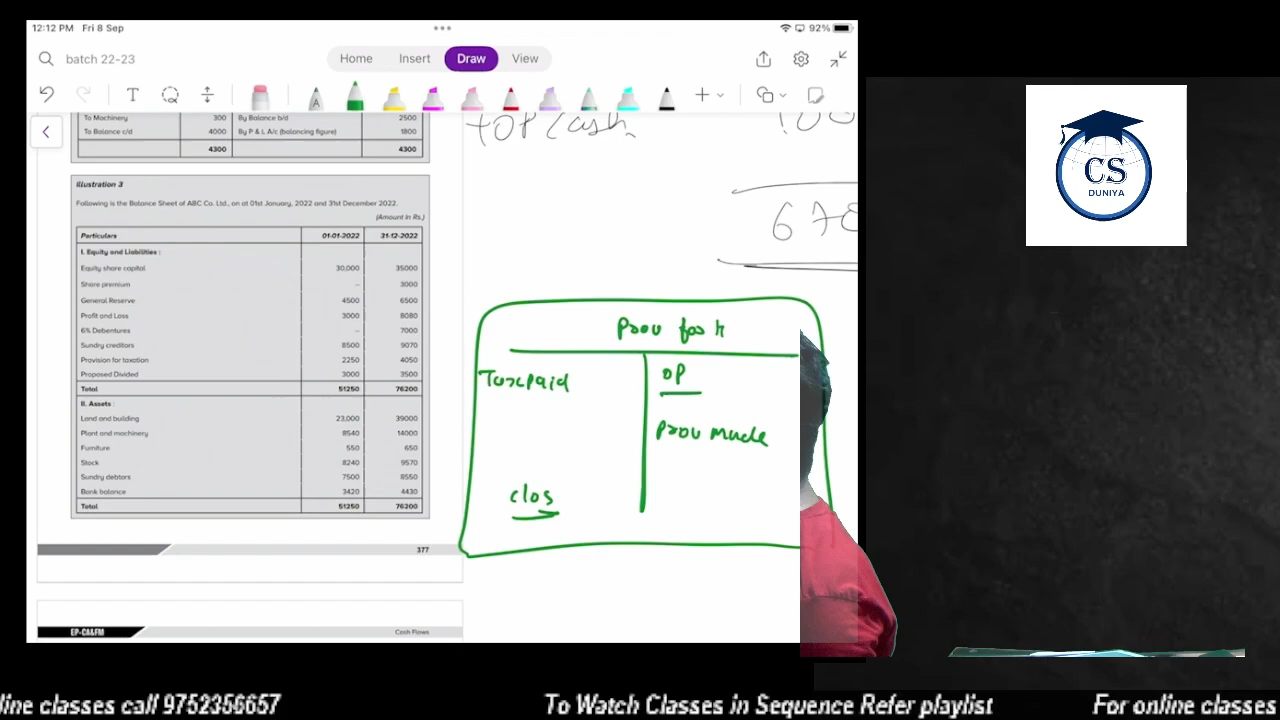 12:12 PM Fri 8 Sep
92%
batch 22-23
Home Insert Draw View
To Machinery 300 By Balance b/d 2500
To Balance c/d 4000 By P & L A/c (balancing figure) 1800
4300 4300
Illustration 3
Following is the Balance Sheet of ABC Co. Ltd., on at 01st January, 2022 and 31st December 2022.
(Amount in Rs.)
Particulars 01-01-2022 31-12-2022
I. Equity and Liabilities :
Equity share capital 30,000 35000
Share premium – 3000
General Reserve 4500 6500
Profit and Loss 3000 8080
6% Debentures – 7000
Sundry creditors 8500 9070
Provision for taxation 2250 4050
Proposed Divided 3000 3500
Total 51250 76200
II. Assets :
Land and building 23,000 39000
Plant and machinery 8540 14000
Furniture 550 650
Stock 8240 9570
Sundry debtors 7500 8550
Bank balance 3420 4430
Total 51250 76200
377
EP-CA&FM Cash Flows
+ OP Cash
678
Prov for
Tax paid
OP
Prov made
clos
CS
DUNIYA
line classes call 9752356657
To Watch Classes in Sequence Refer playlist
For online classes